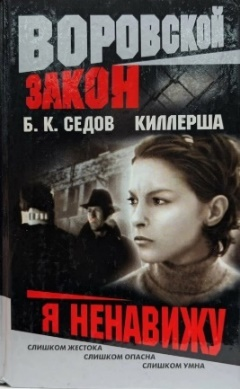 ВОРОВСКОЙ
ЗАКОН
Б. К. СЕДОВ КИЛЛЕРША
Я НЕНАВИЖУ
СЛИШКОМ ЖЕСТОКА
СЛИШКОМ ОПАСНА
СЛИШКОМ УМНА